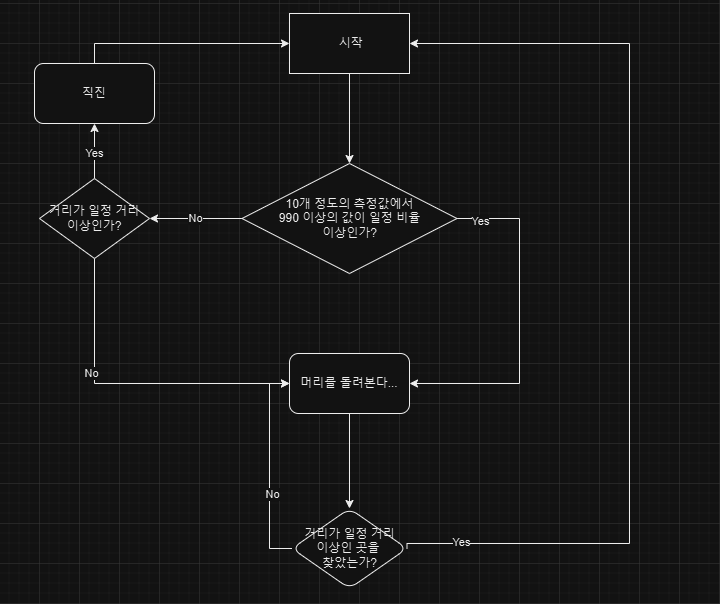 시작
직진
Yes
거리가 일정 거리
이상인가?
No
10개 정도의 측정값에서
990 이상의 값이 일정 비율
이상인가?
Yes
No
머리를 돌려본다...
No
거리가 일정 거리
이상인 곳을
찾았는가?
Yes